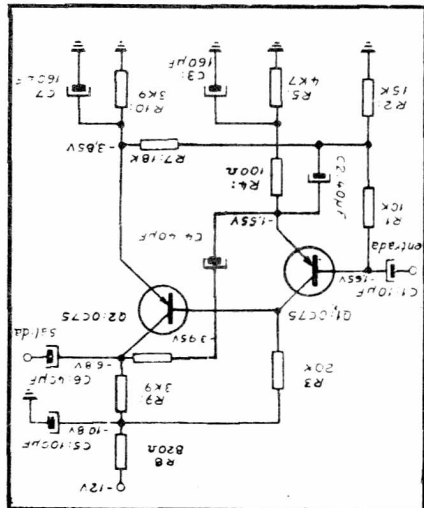 -12V
R8
820Ω
-10.8V
C5:100µF
R3
20K
3K9
-6.8V
C6:40µF
salida
-3.95V
Q2:OC75
Q1:OC75
C1:10µF
entrada
-1.65V
C4:40µF
-1.55V
R1
10K
C2:40µF
R4:
100Ω
R7:18K
-3,85V
R2:
15K
R5:
4K7
C3:
160µF
R10:
3K9
C7
160µF